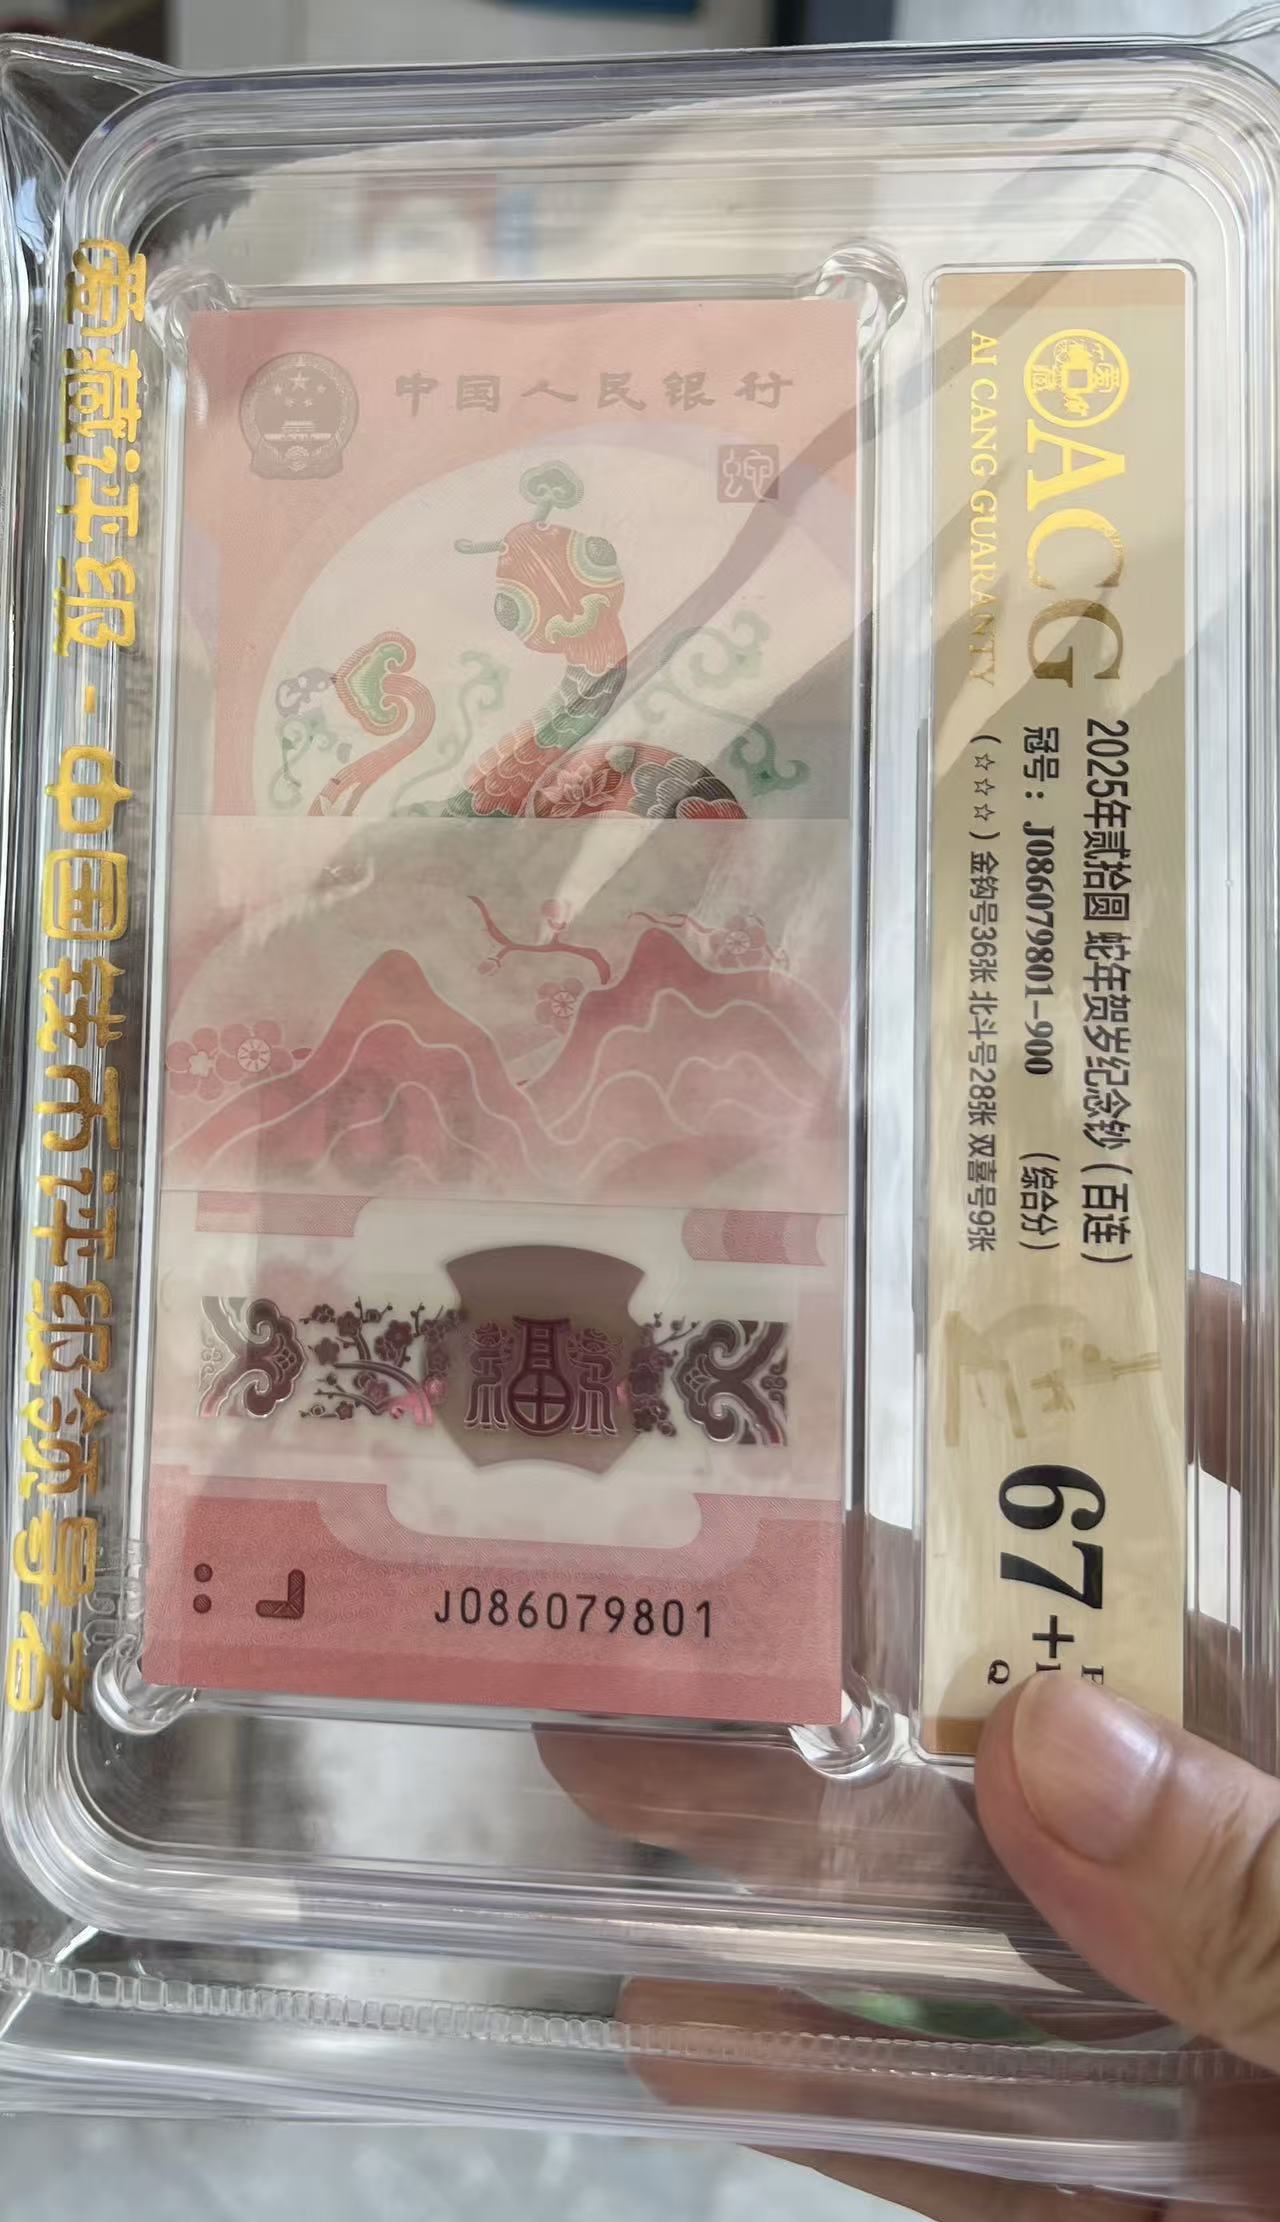 愛藏评级-中国钱币评级领导者
中国人民银行
蛇
J086079801
ACG
AI CANG GUARANTY
2025年贰拾圆 蛇年贺岁纪念钞（百连）
冠号：J086079801-900 （综合分）
（☆☆☆）金钩号36张 北斗号28张 双喜号9张
67+
Q